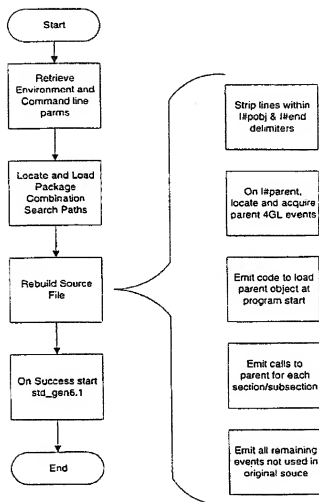 Start
Retrieve
Environment and
Command line
parms
Locate and Load
Package
Combination
Search Paths
Rebuild Source
File
On Success start
std_gen6.1
End
Strip lines within
!#pobj & !#end
delimiters
On !#parent,
locate and acquire
parent 4GL events
Emit code to load
parent object at
program start
Emit calls to
parent for each
section/subsection
Emit all remaining
events not used in
original souce